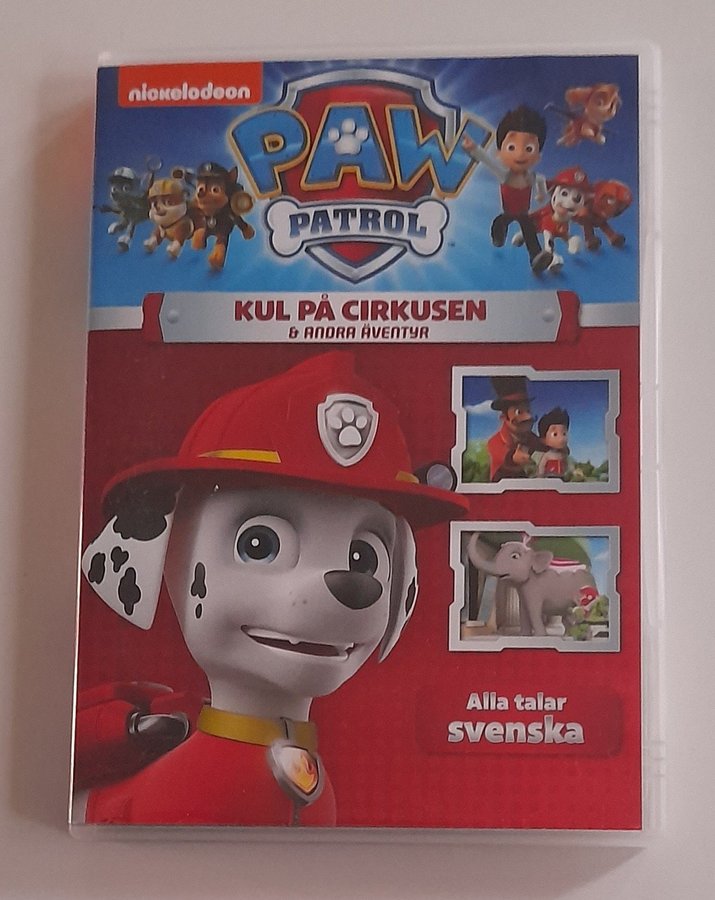 nickelodeon
PAW
PATROL
KUL PÅ CIRKUSEN
& ANDRA ÄVENTYR
Alla talar
svenska